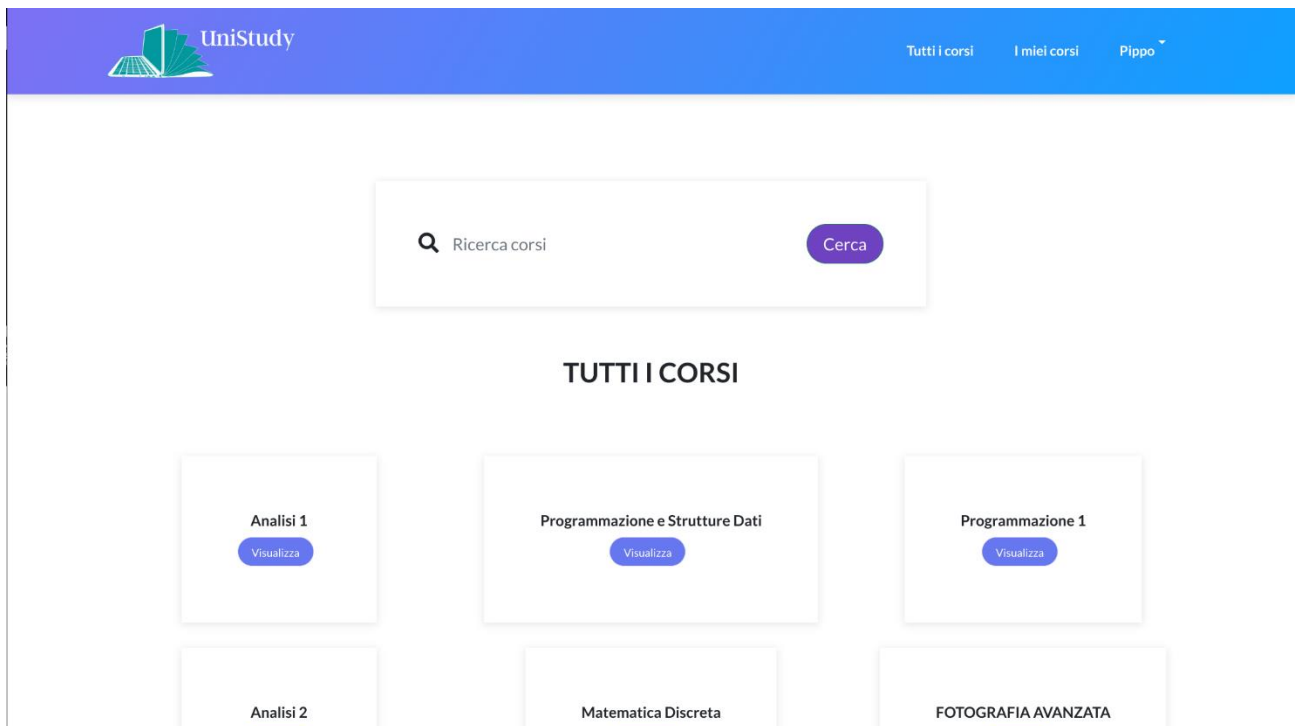 UniStudy
Tutti i corsi I miei corsi Pippo
Ricerca corsi Cerca
TUTTI I CORSI
Analisi 1 Programmazione e Strutture Dati Programmazione 1
Visualizza Visualizza Visualizza
Analisi 2 Matematica Discreta FOTOGRAFIA AVANZATA